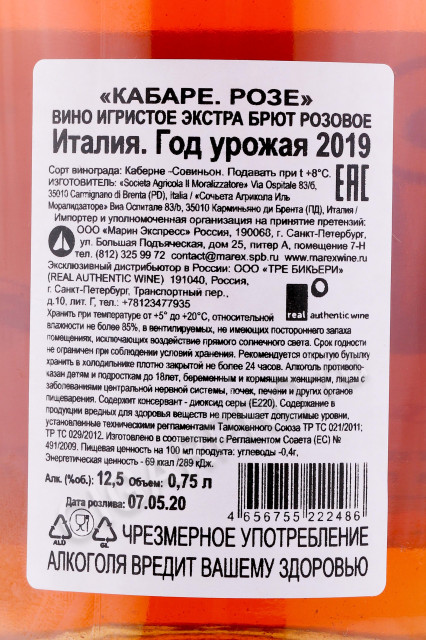 «КАБАРЕ. РОЗЕ»
ВИНО ИГРИСТОЕ ЭКСТРА БРЮТ РОЗОВОЕ
Италия. Год урожая 2019
Сорт винограда: Каберне -Совиньон. Подавать при t +8°С.
ИЗГОТОВИТЕЛЬ: «Societa Agricola Il Moralizzatore» Via Ospitale 83/б,
35010 Carmignano di Brenta (PD), Italia / «Сочьета Агрикола Иль
Моралидзаторе» Виа Оспитале 83/b, 35010 Карминьяно ди Брента (ПД), Италия /
EAC
Импортер и уполномоченная организация на принятие претензий:
ООО «Марин Экспресс» Россия, 190068, г. Санкт-Петербург,
ул. Большая Подъяческая, дом 25, литер А, помещение 7-Н
тел. (812) 325 99 72 contact@marex.spb.ru www.marexwine.ru
Эксклюзивный дистрибьютор в России: ООО «ТРЕ БИКЬЕРИ»
(REAL AUTHENTIC WINE) 191040, Россия,
г. Санкт-Петербург, Транспортный пер.,
д.10, лит. Г, тел.: +78123477935
real authentic wine
Хранить при температуре от +5° до +20°С, относительной
влажности не более 85%, в вентилируемых, не имеющих постороннего запаха
помещениях, исключающих воздействие прямого солнечного света. Срок годности
не ограничен при соблюдении условий хранения. Рекомендуется открытую бутылку
хранить в холодильнике плотно закрытой не более 24 часов. Алкоголь противопо-
казан детям и подросткам до 18лет, беременным и кормящим женщинам, лицам с
заболеваниями центральной нервной системы, почек, печени и других органов
пищеварения. Содержит консервант - диоксид серы (Е220). Содержание в
продукции вредных для здоровья веществ не превышает допустимые уровни,
установленные техническими регламентами Таможенного Союза ТР ТС 021/2011;
ТР ТС 029/2012. Изготовлено в соответствии с Регламентом Совета (ЕС) №
491/2009. Пищевая ценность на 100 мл продукта: углеводы -0,4г,
Энергетическая ценность - 69 ккал /289 кДж.
Алк. (%об.): 12,5 Объем: 0,75 л
Дата розлива: 07.05.20
4 656755 222486
ALD
GL
ЧРЕЗМЕРНОЕ УПОТРЕБЛЕНИЕ
АЛКОГОЛЯ ВРЕДИТ ВАШЕМУ ЗДОРОВЬЮ